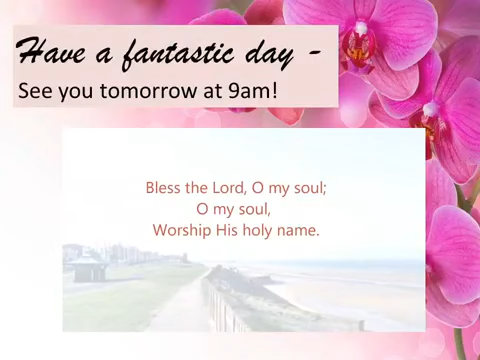 Have a fantastic day -
See you tomorrow at 9am!
Bless the Lord, O my soul;
O my soul,
Worship His holy name.